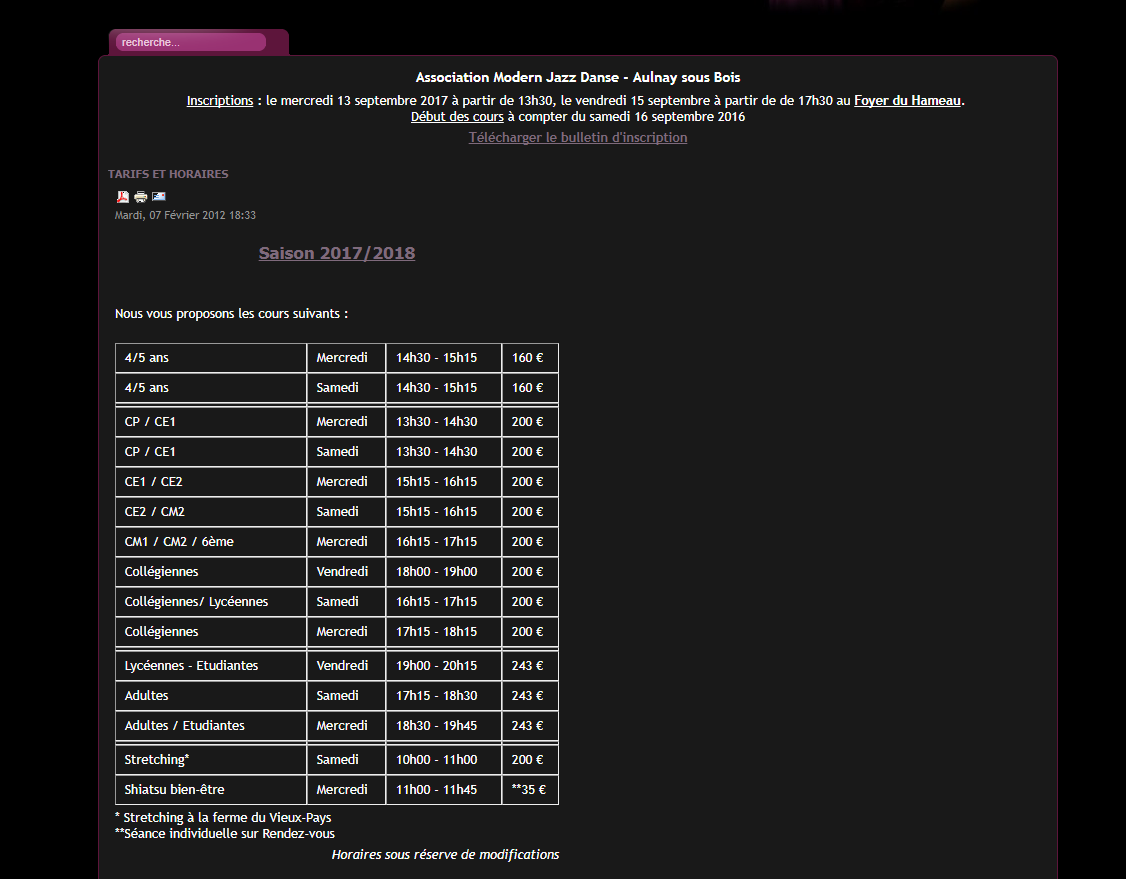 recherche...
Association Modern Jazz Danse - Aulnay sous Bois
Inscriptions : le mercredi 13 septembre 2017 à partir de 13h30, le vendredi 15 septembre à partir de de 17h30 au Foyer du Hameau.
Début des cours à compter du samedi 16 septembre 2016
Télécharger le bulletin d'inscription
TARIFS ET HORAIRES
Mardi, 07 Février 2012 18:33
Saison 2017/2018
Nous vous proposons les cours suivants :
4/5 ans Mercredi 14h30 - 15h15 160 €
4/5 ans Samedi 14h30 - 15h15 160 €
CP / CE1 Mercredi 13h30 - 14h30 200 €
CP / CE1 Samedi 13h30 - 14h30 200 €
CE1 / CE2 Mercredi 15h15 - 16h15 200 €
CE2 / CM2 Samedi 15h15 - 16h15 200 €
CM1 / CM2 / 6ème Mercredi 16h15 - 17h15 200 €
Collégiennes Vendredi 18h00 - 19h00 200 €
Collégiennes/ Lycéennes Samedi 16h15 - 17h15 200 €
Collégiennes Mercredi 17h15 - 18h15 200 €
Lycéennes - Etudiantes Vendredi 19h00 - 20h15 243 €
Adultes Samedi 17h15 - 18h30 243 €
Adultes / Etudiantes Mercredi 18h30 - 19h45 243 €
Stretching* Samedi 10h00 - 11h00 200 €
Shiatsu bien-être Mercredi 11h00 - 11h45 **35 €
* Stretching à la ferme du Vieux-Pays
**Séance individuelle sur Rendez-vous
Horaires sous réserve de modifications